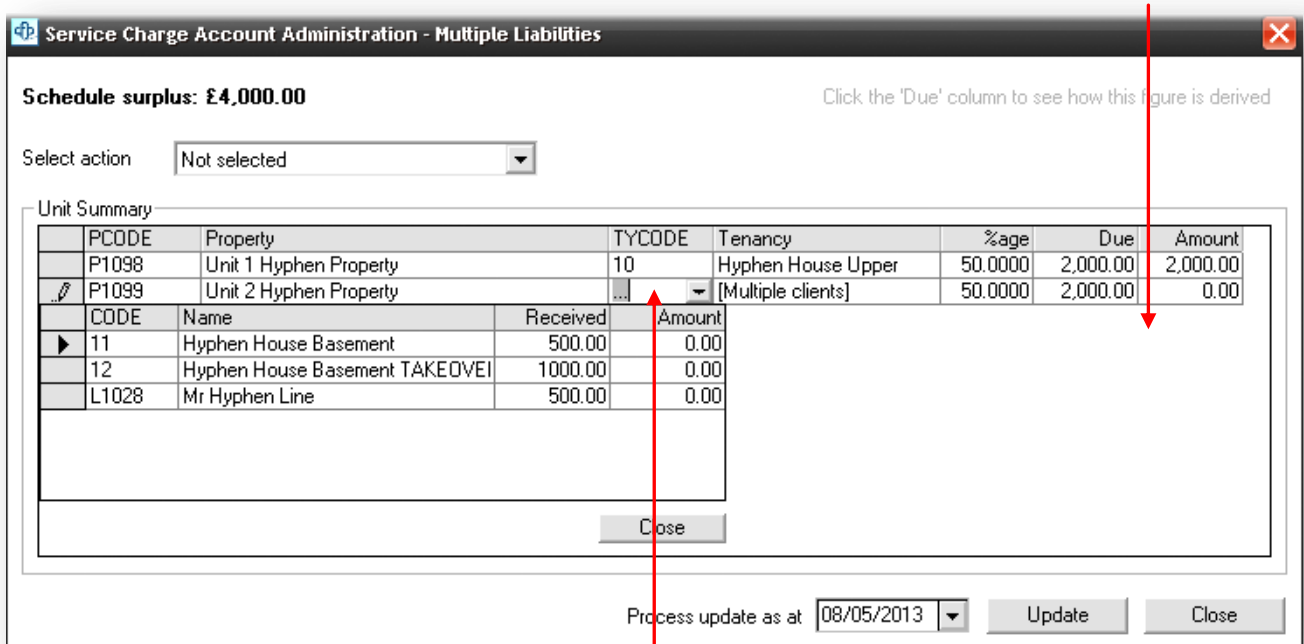 Service Charge Account Administration - Multiple Liabilities
Schedule surplus: £4,000.00 Click the 'Due' column to see how this figure is derived
Select action Not selected
Unit Summary
PCODE Property TYCODE Tenancy %age Due Amount
P1098 Unit 1 Hyphen Property 10 Hyphen House Upper 50.0000 2,000.00 2,000.00
P1099 Unit 2 Hyphen Property ... [Multiple clients] 50.0000 2,000.00 0.00
CODE Name Received Amount
11 Hyphen House Basement 500.00 0.00
12 Hyphen House Basement TAKEOVEI 1000.00 0.00
L1028 Mr Hyphen Line 500.00 0.00
Close
Process update as at 08/05/2013 Update Close